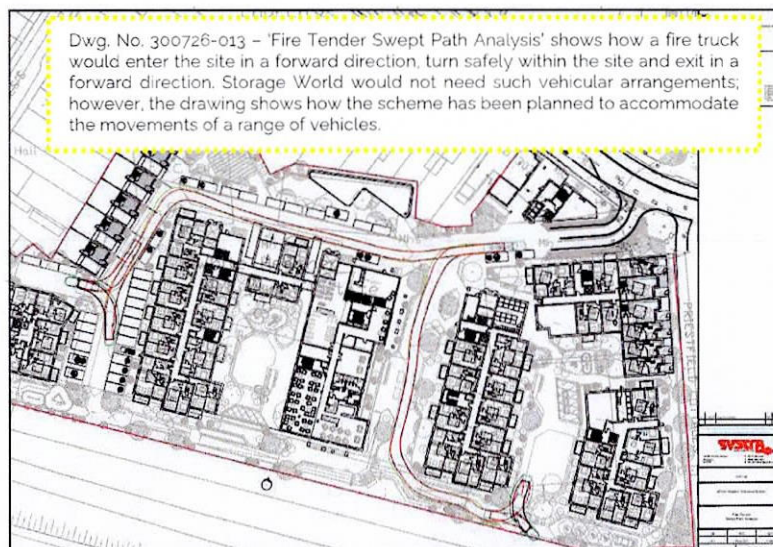 Dwg. No. 300726-013 – 'Fire Tender Swept Path Analysis' shows how a fire truck
would enter the site in a forward direction, turn safely within the site and exit in a
forward direction. Storage World would not need such vehicular arrangements;
however, the drawing shows how the scheme has been planned to accommodate
the movements of a range of vehicles.
Hall
PRIESTFIELD